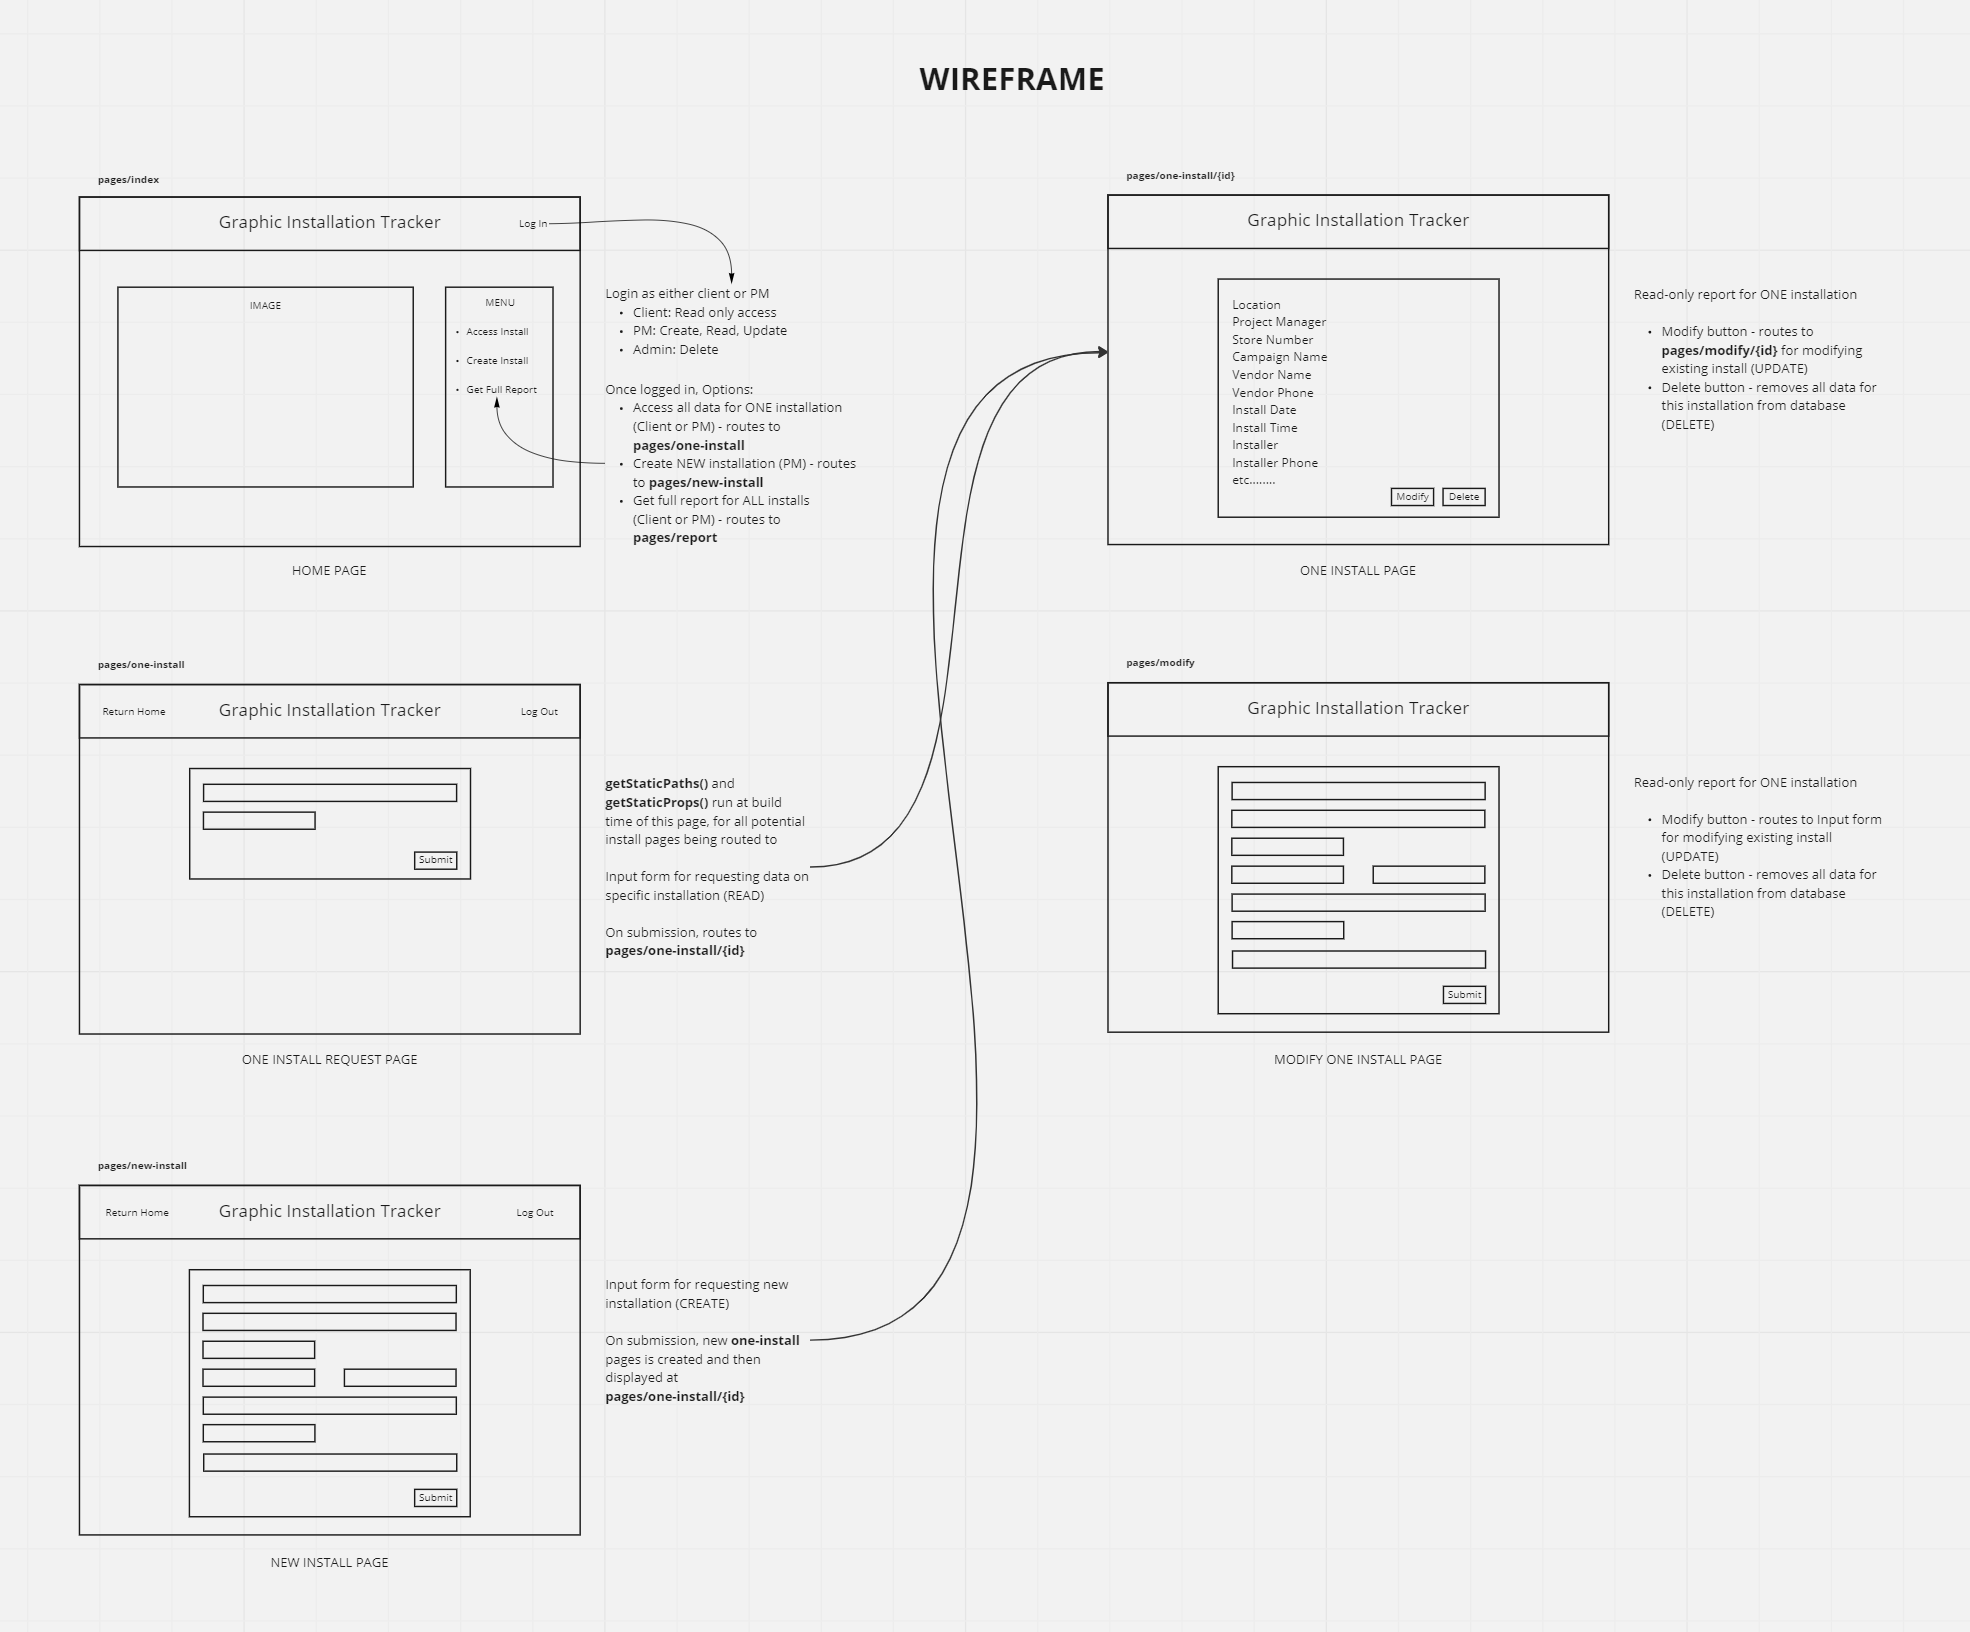 WIREFRAME
pages/index
Graphic Installation Tracker
Log In
IMAGE
MENU
• Access Install
• Create Install
• Get Full Report
HOME PAGE
Login as either client or PM
• Client: Read only access
• PM: Create, Read, Update
• Admin: Delete
Once logged in, Options:
• Access all data for ONE installation
(Client or PM) - routes to
pages/one-install
• Create NEW installation (PM) - routes
to pages/new-install
• Get full report for ALL installs
(Client or PM) - routes to
pages/report
pages/one-install/{id}
Graphic Installation Tracker
Location
Project Manager
Store Number
Campaign Name
Vendor Name
Vendor Phone
Install Date
Install Time
Installer
Installer Phone
etc........
Modify
Delete
ONE INSTALL PAGE
Read-only report for ONE installation
• Modify button - routes to
pages/modify/{id} for modifying
existing install (UPDATE)
• Delete button - removes all data for
this installation from database
(DELETE)
pages/one-install
Return Home
Graphic Installation Tracker
Log Out
Submit
ONE INSTALL REQUEST PAGE
getStaticPaths() and
getStaticProps() run at build
time of this page, for all potential
install pages being routed to
Input form for requesting data on
specific installation (READ)
On submission, routes to
pages/one-install/{id}
pages/modify
Graphic Installation Tracker
Submit
MODIFY ONE INSTALL PAGE
Read-only report for ONE installation
• Modify button - routes to Input form
for modifying existing install
(UPDATE)
• Delete button - removes all data for
this installation from database
(DELETE)
pages/new-install
Return Home
Graphic Installation Tracker
Log Out
Submit
NEW INSTALL PAGE
Input form for requesting new
installation (CREATE)
On submission, new one-install
pages is created and then
displayed at
pages/one-install/{id}